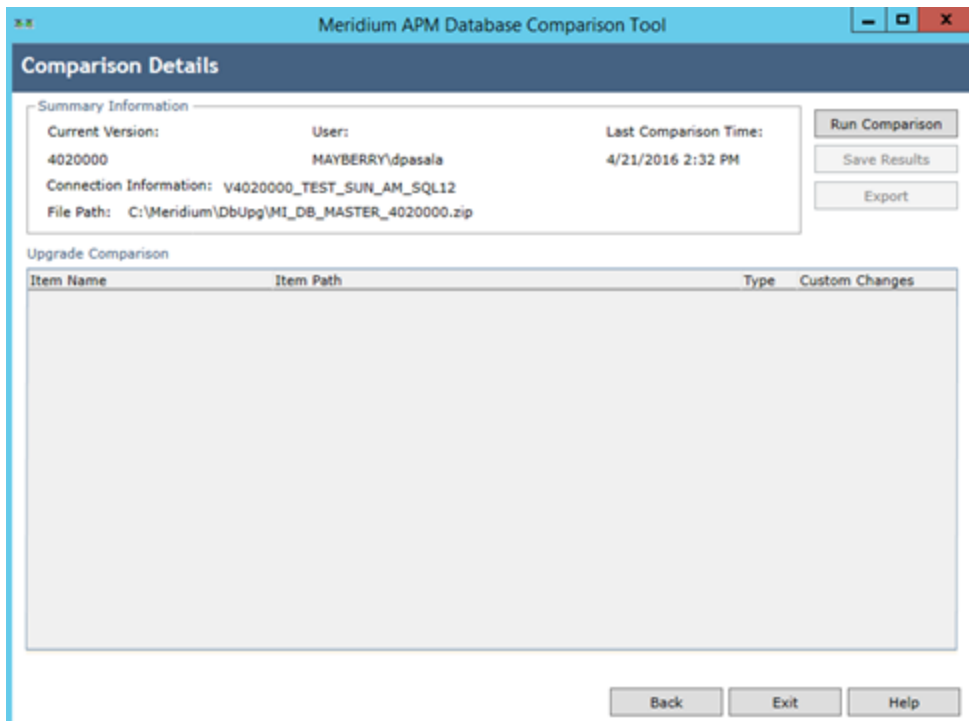 Meridium APM Database Comparison Tool
Comparison Details
Summary Information
Current Version: User: Last Comparison Time:
4020000 MAYBERRY\dpasala 4/21/2016 2:32 PM
Connection Information: V4020000_TEST_SUN_AM_SQL12
File Path: C:\Meridium\DbUpg\MI_DB_MASTER_4020000.zip
Run Comparison
Save Results
Export
Upgrade Comparison
Item Name Item Path Type Custom Changes
Back Exit Help